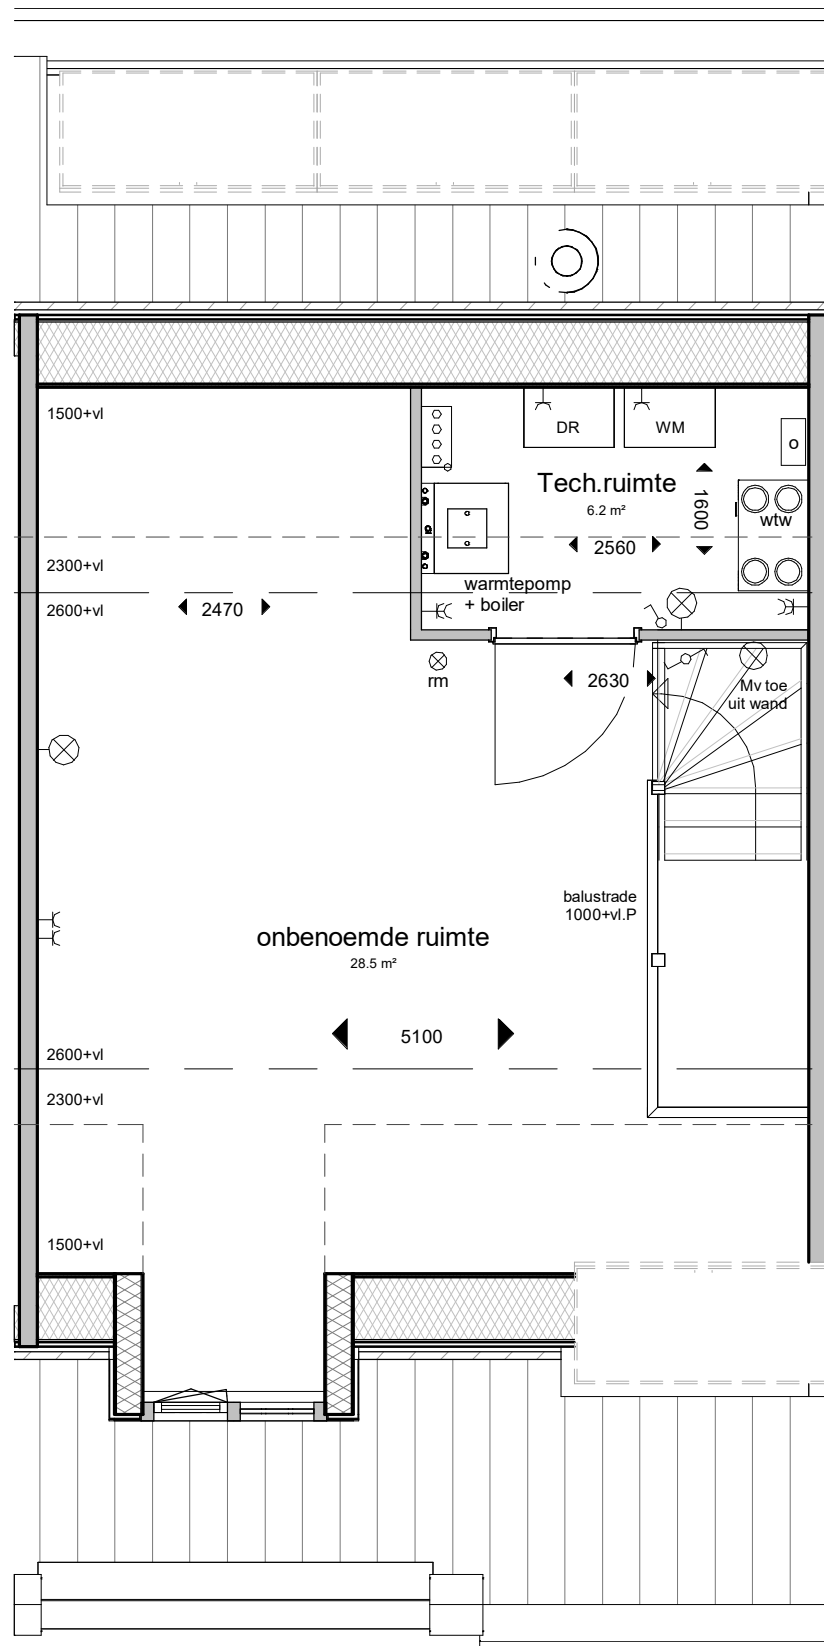 1500+vl
DR
WM
o
Tech.ruimte
6.2 m²
1600
wtw
2560
2300+vl
warmtepomp
+ boiler
2600+vl
2470
rm
2630
Mv toe
uit wand
balustrade
1000+vl.P
onbenoemde ruimte
28.5 m²
5100
2600+vl
2300+vl
1500+vl